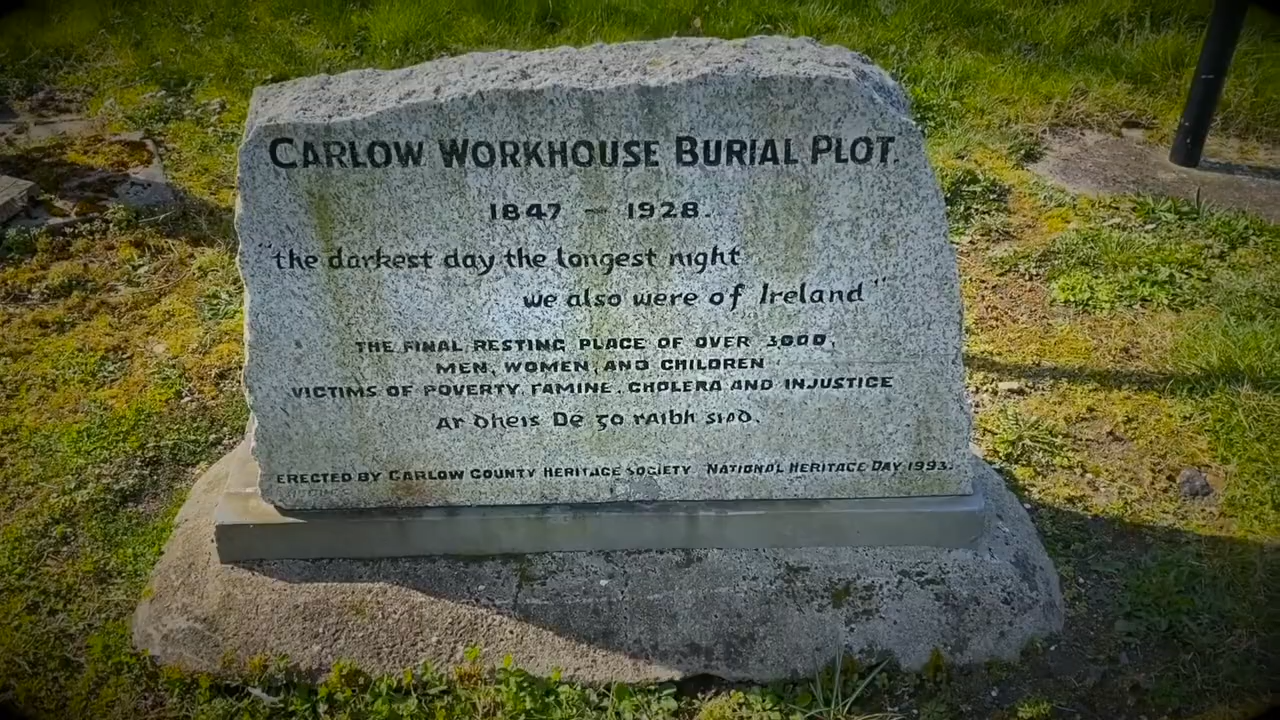 CARLOW WORKHOUSE BURIAL PLOT.
1847 — 1928.
"the darkest day the longest night
we also were of Ireland"
THE FINAL RESTING PLACE OF OVER 3000,
MEN, WOMEN, AND CHILDREN
VICTIMS OF POVERTY, FAMINE, CHOLERA AND INJUSTICE
Ar dheis Dé go raibh siad.
ERECTED BY CARLOW COUNTY HERITAGE SOCIETY NATIONAL HERITAGE DAY 1993.